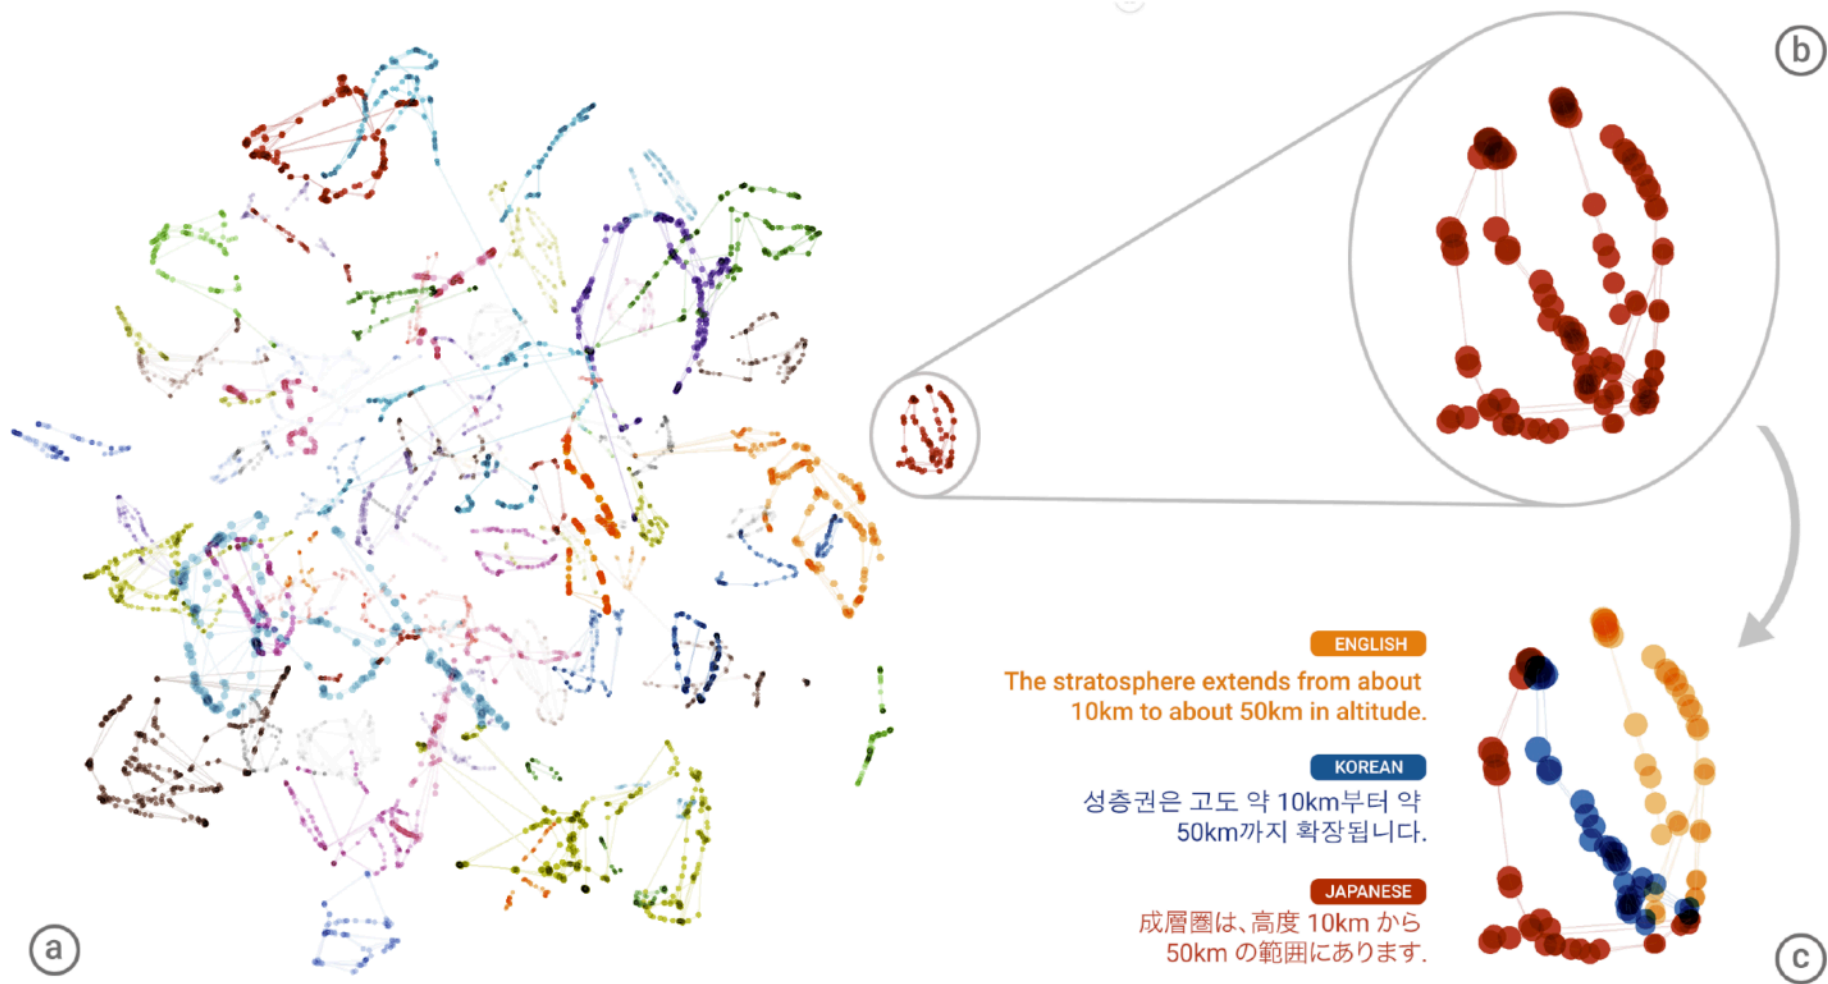 b
ENGLISH
The stratosphere extends from about
10km to about 50km in altitude.
KOREAN
성층권은 고도 약 10km부터 약
50km까지 확장됩니다.
JAPANESE
成層圏は、高度 10km から
50km の範囲にあります。
a
c